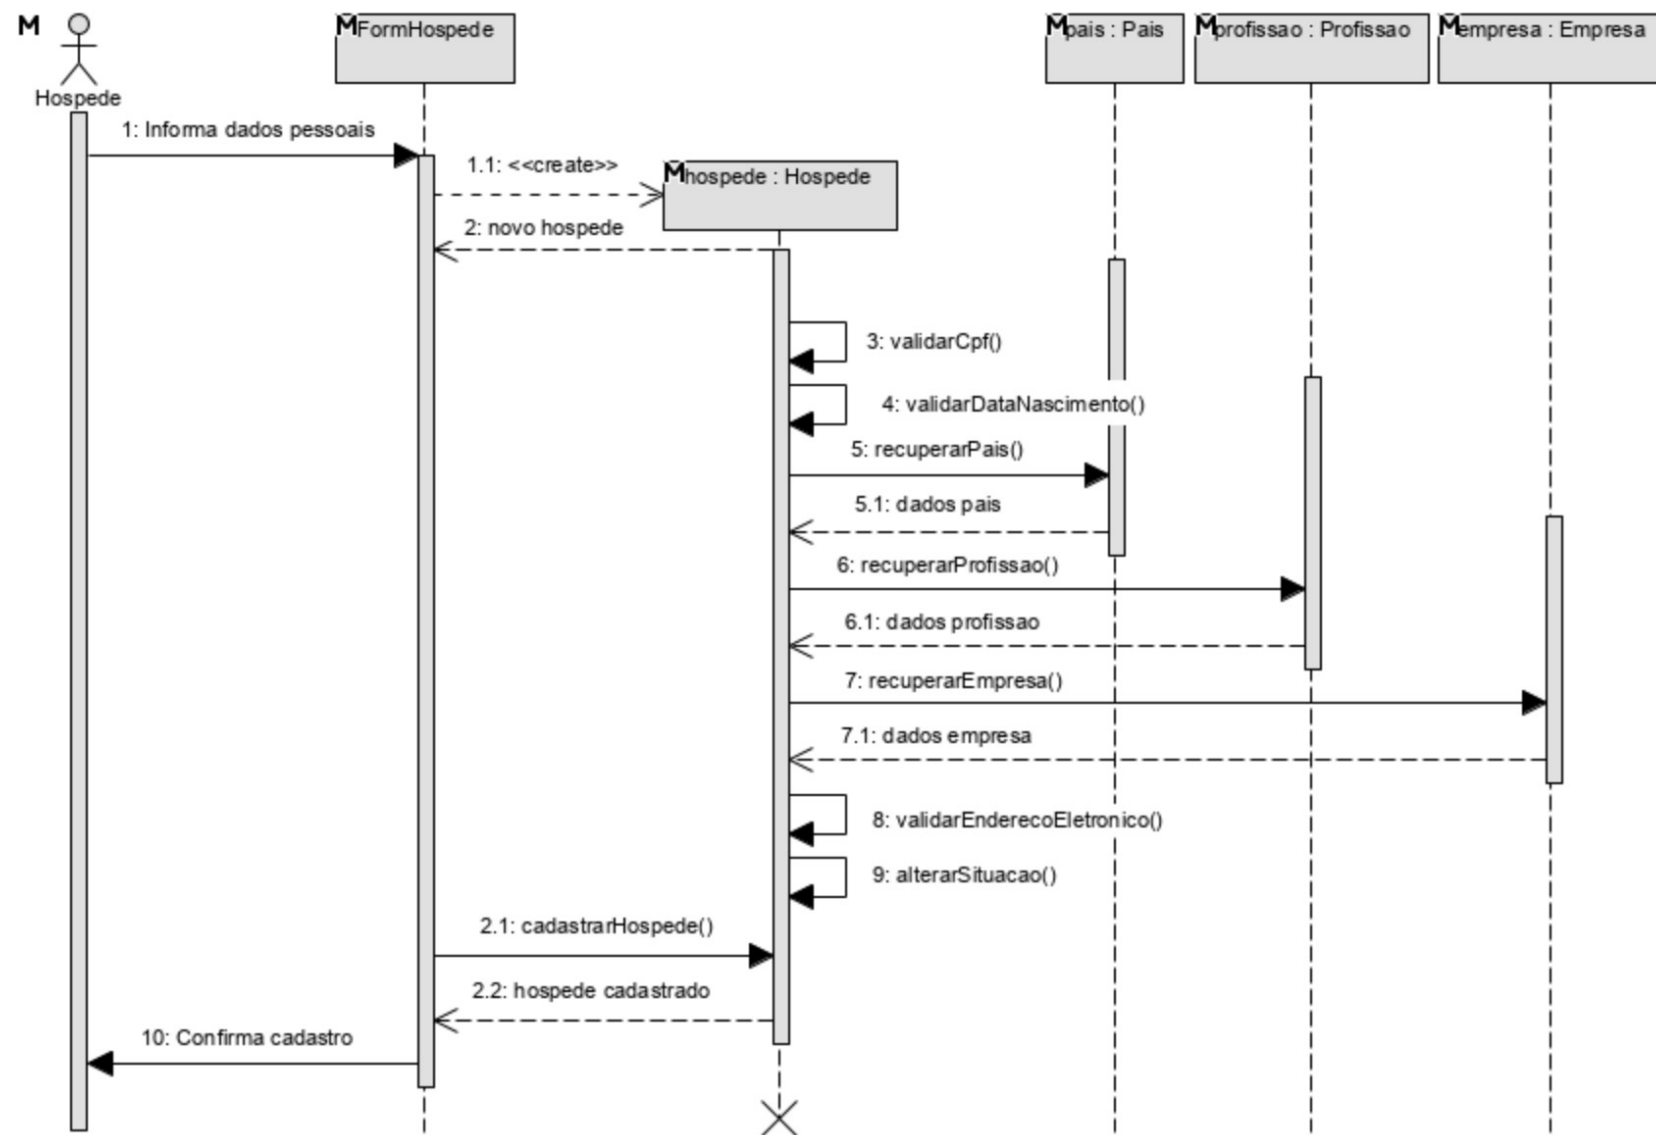 M
Hospede
M FormHospede
M pais : Pais
M profissao : Profissao
M empresa : Empresa
1: Informa dados pessoais
1.1: <<create>>
M hospede : Hospede
2: novo hospede
3: validarCpf()
4: validarDataNascimento()
5: recuperarPais()
5.1: dados pais
6: recuperarProfissao()
6.1: dados profissao
7: recuperarEmpresa()
7.1: dados empresa
8: validarEnderecoEletronico()
9: alterarSituacao()
2.1: cadastrarHospede()
2.2: hospede cadastrado
10: Confirma cadastro